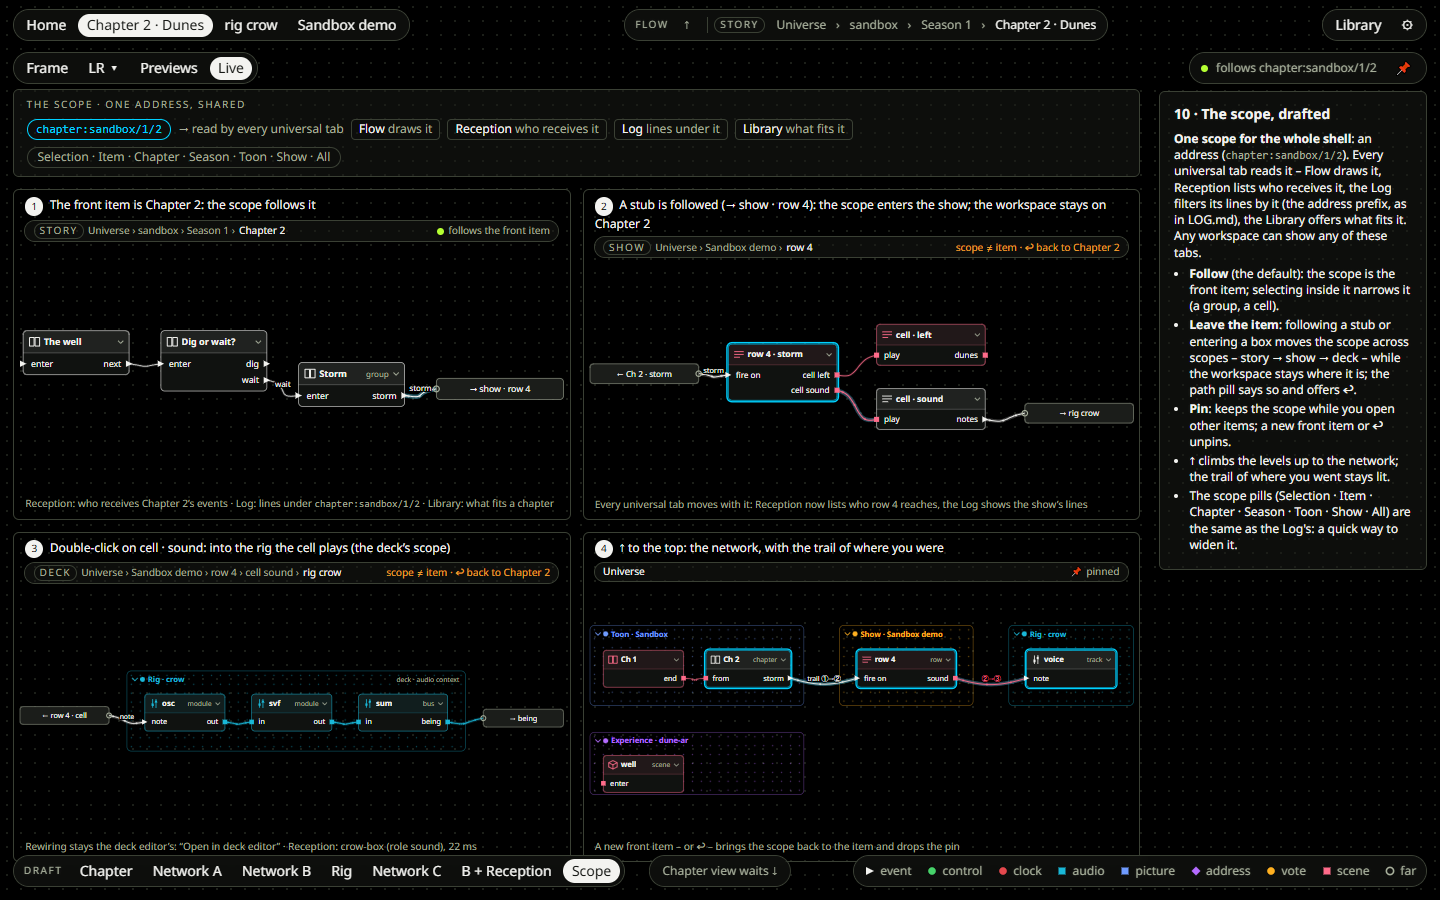 Home Chapter 2 · Dunes rig crow Sandbox demo
FLOW ↑ STORY Universe › sandbox › Season 1 › Chapter 2 · Dunes
Library ⚙
Frame LR ▾ Previews Live
follows chapter:sandbox/1/2 📌
THE SCOPE · ONE ADDRESS, SHARED
chapter:sandbox/1/2 → read by every universal tab Flow draws it Reception who receives it Log lines under it Library what fits it
Selection · Item · Chapter · Season · Toon · Show · All
1 The front item is Chapter 2: the scope follows it
STORY Universe › sandbox › Season 1 › Chapter 2 follows the front item
The well
enter next
Dig or wait?
enter dig
wait
wait
Storm group
enter storm
storm
→ show · row 4
Reception: who receives Chapter 2's events · Log: lines under chapter:sandbox/1/2 · Library: what fits a chapter
2 A stub is followed (→ show · row 4): the scope enters the show; the workspace stays on
Chapter 2
SHOW Universe › Sandbox demo › row 4 scope ≠ item · ↩ back to Chapter 2
← Ch 2 · storm
storm
row 4 · storm
fire on cell left
cell sound
cell · left
play dunes
cell · sound
play notes
→ rig crow
Every universal tab moves with it: Reception now lists who row 4 reaches, the Log shows the show's lines
3 Double-click on cell · sound: into the rig the cell plays (the deck's scope)
DECK Universe › Sandbox demo › row 4 › cell sound › rig crow scope ≠ item · ↩ back to Chapter 2
Rig · crow deck · audio context
← row 4 · cell
note
osc module
note out
svf module
in out
sum bus
in being
→ being
Rewiring stays the deck editor's: “Open in deck editor” · Reception: crow-box (role sound), 22 ms
4 ↑ to the top: the network, with the trail of where you were
Universe 📌 pinned
Toon · Sandbox
Ch 1
end
Ch 2 chapter
from storm
trail ①–②
Show · Sandbox demo
row 4 row
fire on sound
②–③
Rig · crow
voice track
note
Experience · dune-ar
well scene
enter
A new front item – or ↩ – brings the scope back to the item and drops the pin
10 · The scope, drafted
One scope for the whole shell: an
address (chapter:sandbox/1/2). Every
universal tab reads it – Flow draws it,
Reception lists who receives it, the Log
filters its lines by it (the address prefix, as
in LOG.md), the Library offers what fits it.
Any workspace can show any of these
tabs.
• Follow (the default): the scope is the
front item; selecting inside it narrows it
(a group, a cell).
• Leave the item: following a stub or
entering a box moves the scope across
scopes – story → show → deck – while
the workspace stays where it is; the
path pill says so and offers ↩.
• Pin: keeps the scope while you open
other items; a new front item or ↩
unpins.
• ↑ climbs the levels up to the network;
the trail of where you went stays lit.
• The scope pills (Selection · Item ·
Chapter · Season · Toon · Show · All) are
the same as the Log's: a quick way to
widen it.
DRAFT Chapter Network A Network B Rig Network C B + Reception Scope
Chapter view waits ↓
event control clock audio picture address vote scene far